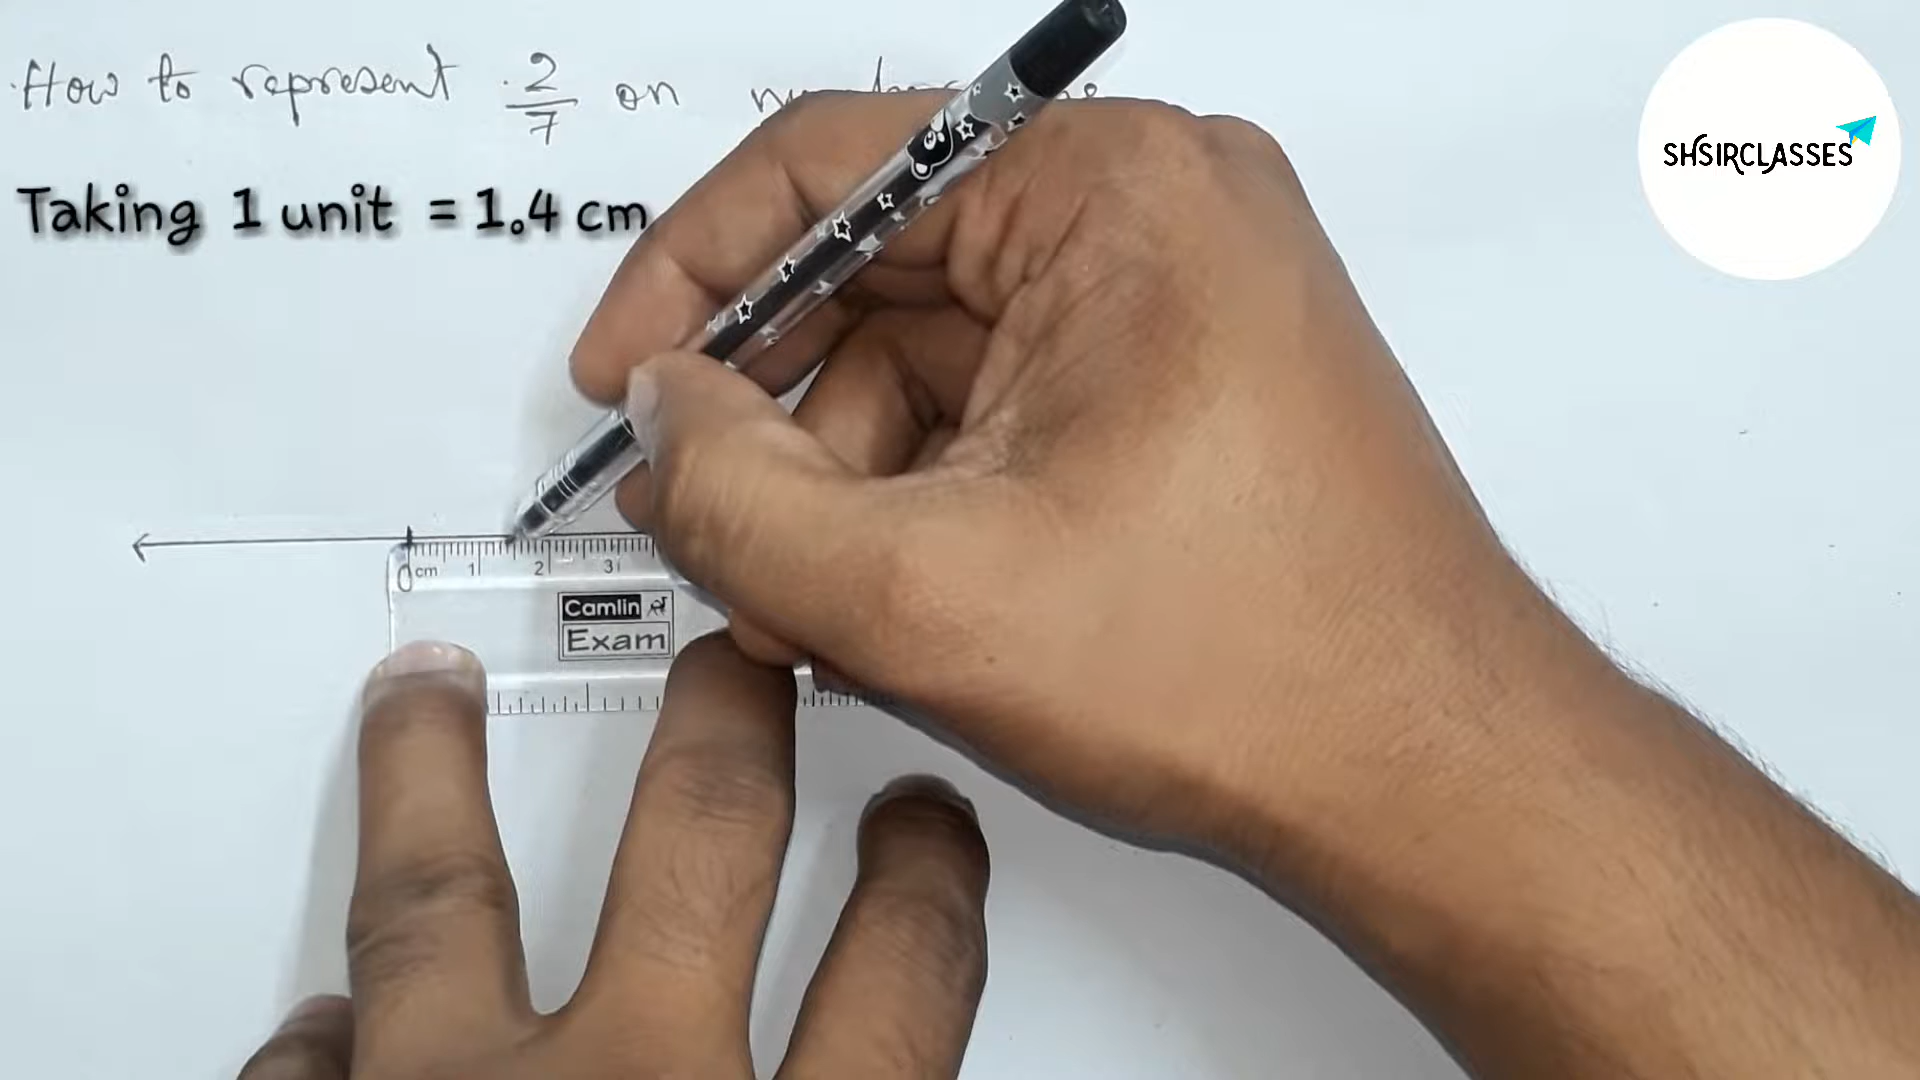 How to represent 2/7 on
Taking 1 unit = 1.4 cm
SHSIRCLASSES
0 cm 1 2 3
Camlin
Exam